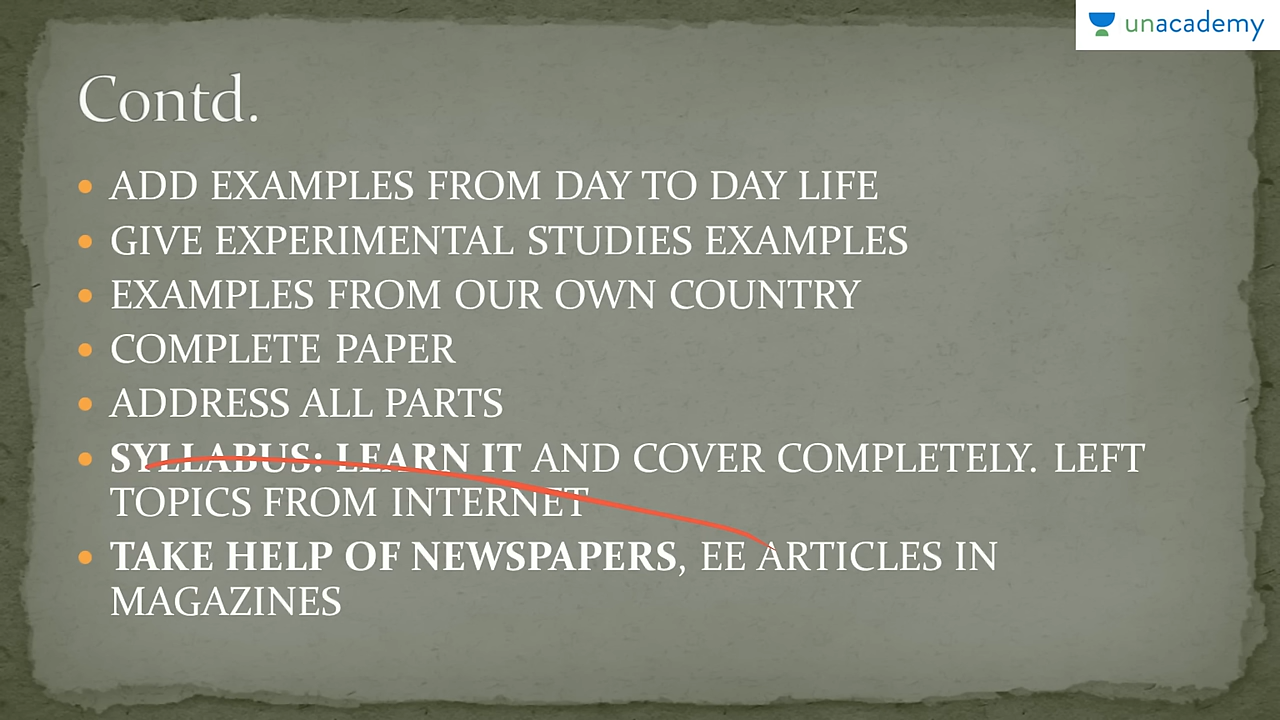 unacademy
Contd.
• ADD EXAMPLES FROM DAY TO DAY LIFE
• GIVE EXPERIMENTAL STUDIES EXAMPLES
• EXAMPLES FROM OUR OWN COUNTRY
• COMPLETE PAPER
• ADDRESS ALL PARTS
• SYLLABUS: LEARN IT AND COVER COMPLETELY. LEFT
TOPICS FROM INTERNET
• TAKE HELP OF NEWSPAPERS, EE ARTICLES IN
MAGAZINES